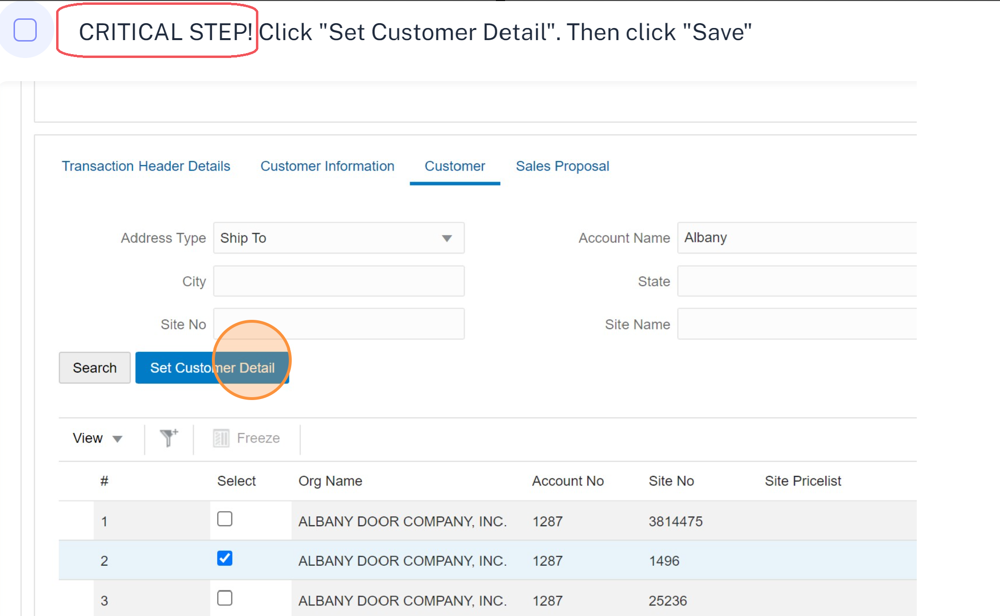 CRITICAL STEP! Click "Set Customer Detail". Then click "Save"
Transaction Header Details Customer Information Customer Sales Proposal
Address Type Ship To Account Name Albany
City State
Site No Site Name
Search Set Customer Detail
View Freeze
# Select Org Name Account No Site No Site Pricelist
1 ALBANY DOOR COMPANY, INC. 1287 3814475
2 ALBANY DOOR COMPANY, INC. 1287 1496
3 ALBANY DOOR COMPANY, INC. 1287 25236